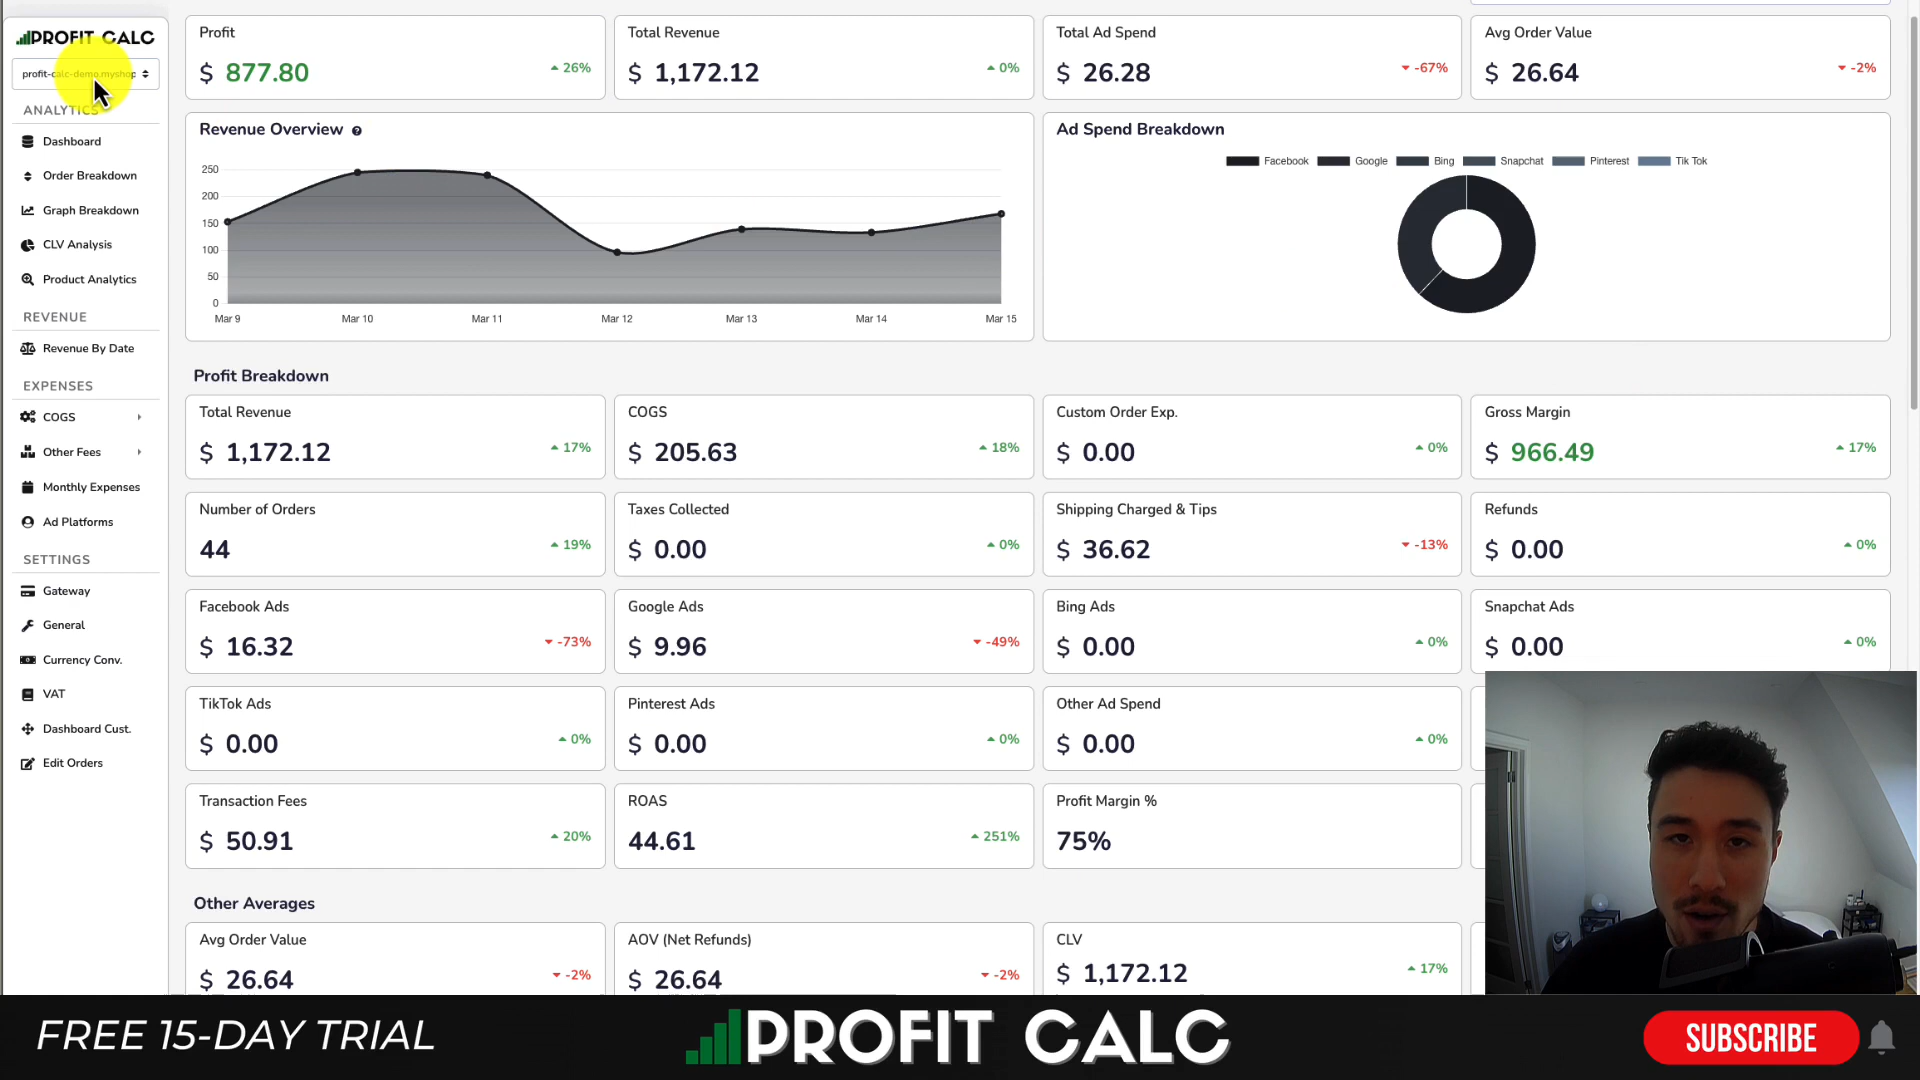 PROFIT CALC
profit-calc-demo.myshop
ANALYTICS
Dashboard
Order Breakdown
Graph Breakdown
CLV Analysis
Product Analytics
REVENUE
Revenue By Date
EXPENSES
COGS
Other Fees
Monthly Expenses
Ad Platforms
SETTINGS
Gateway
General
Currency Conv.
VAT
Dashboard Cust.
Edit Orders
Profit
$ 877.80 26%
Total Revenue
$ 1,172.12 0%
Total Ad Spend
$ 26.28 -67%
Avg Order Value
$ 26.64 -2%
Revenue Overview
250
200
150
100
50
0
Mar 9 Mar 10 Mar 11 Mar 12 Mar 13 Mar 14 Mar 15
Ad Spend Breakdown
Facebook Google Bing Snapchat Pinterest Tik Tok
Profit Breakdown
Total Revenue
$ 1,172.12 17%
COGS
$ 205.63 18%
Custom Order Exp.
$ 0.00 0%
Gross Margin
$ 966.49 17%
Number of Orders
44 19%
Taxes Collected
$ 0.00 0%
Shipping Charged & Tips
$ 36.62 -13%
Refunds
$ 0.00 0%
Facebook Ads
$ 16.32 -73%
Google Ads
$ 9.96 -49%
Bing Ads
$ 0.00 0%
Snapchat Ads
$ 0.00 0%
TikTok Ads
$ 0.00 0%
Pinterest Ads
$ 0.00 0%
Other Ad Spend
$ 0.00 0%
Transaction Fees
$ 50.91 20%
ROAS
44.61 251%
Profit Margin %
75%
Other Averages
Avg Order Value
$ 26.64 -2%
AOV (Net Refunds)
$ 26.64 -2%
CLV
$ 1,172.12 17%
FREE 15-DAY TRIAL
PROFIT CALC
SUBSCRIBE